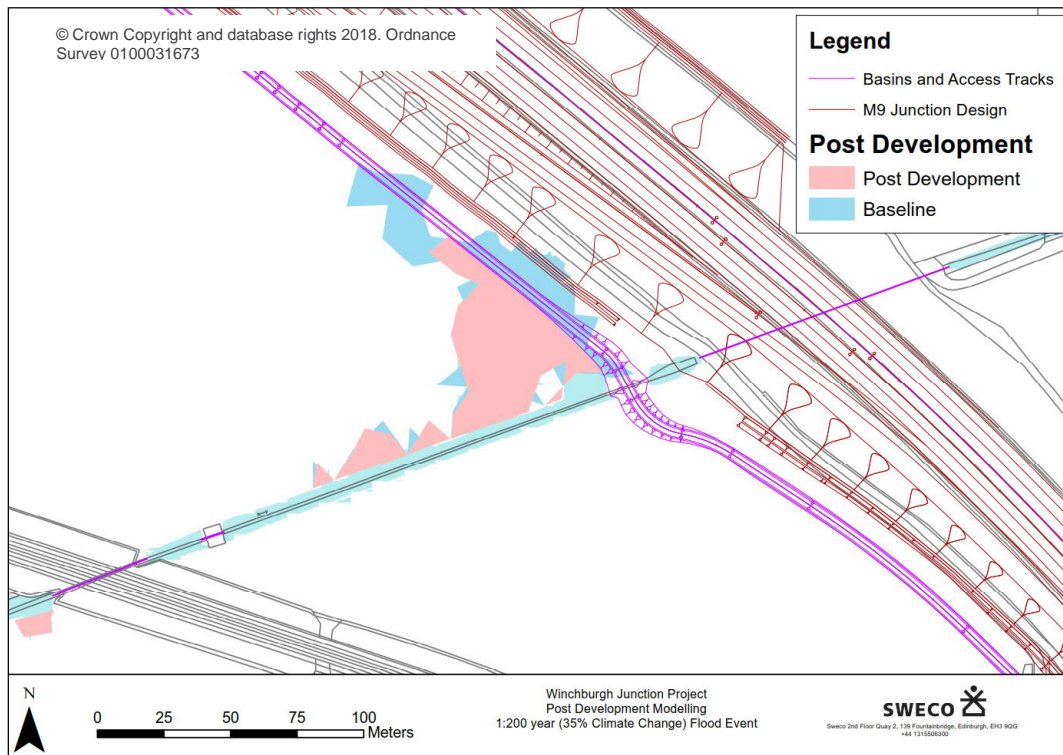 © Crown Copyright and database rights 2018. Ordnance
Survey 0100031673
Legend
Basins and Access Tracks
M9 Junction Design
Post Development
Post Development
Baseline
N
0 25 50 75 100
Meters
Winchburgh Junction Project
Post Development Modelling
1:200 year (35% Climate Change) Flood Event
SWECO
Sweco 2nd Floor Quay 2, 139 Fountainbridge, Edinburgh, EH3 9QG
+44 1315506300